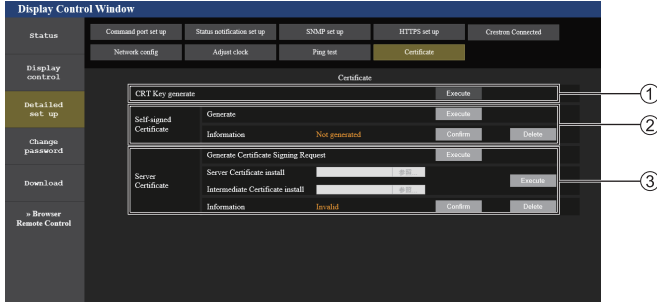 Display Control Window
Status
Display
control
Detailed
set up
Change
password
Download
» Browser
Remote Control
Command port set up
Status notification set up
SNMP set up
HTTPS set up
Crestron Connected
Network config
Adjust clock
Ping test
Certificate
Certificate
CRT Key generate
Execute
1
Self-signed
Certificate
Generate
Execute
Information
Not generated
Confirm
Delete
2
Server
Certificate
Generate Certificate Signing Request
Execute
Server Certificate install
参照...
Intermediate Certificate install
参照...
Execute
Information
Invalid
Confirm
Delete
3